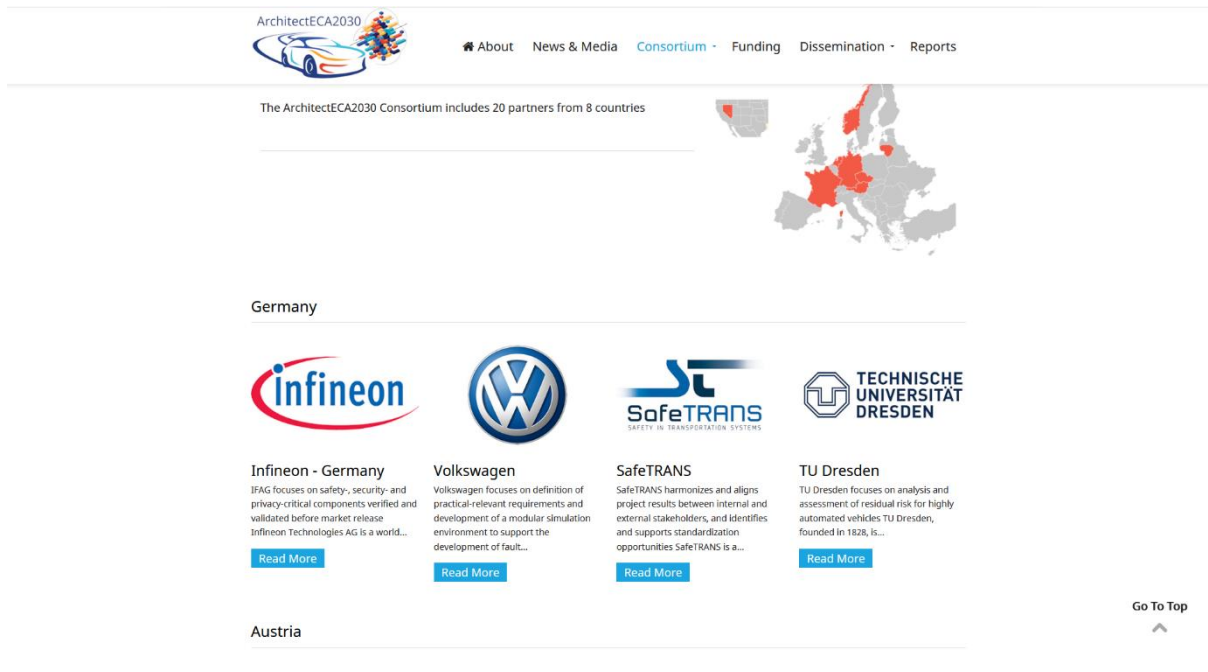 ArchitectECA2030
About News & Media Consortium - Funding Dissemination - Reports
The ArchitectECA2030 Consortium includes 20 partners from 8 countries
Germany
infineon
VW
ST
SafeTRANS
SAFETY IN TRANSPORTATION SYSTEMS
TECHNISCHE
UNIVERSITÄT
DRESDEN
Infineon - Germany
IFAG focuses on safety-, security- and
privacy-critical components verified and
validated before market release
Infineon Technologies AG is a world...
Read More
Volkswagen
Volkswagen focuses on definition of
practical-relevant requirements and
development of a modular simulation
environment to support the
development of fault...
Read More
SafeTRANS
SafeTRANS harmonizes and aligns
project results between internal and
external stakeholders, and identifies
and supports standardization
opportunities SafeTRANS is a...
Read More
TU Dresden
TU Dresden focuses on analysis and
assessment of residual risk for highly
automated vehicles TU Dresden,
founded in 1828, is...
Read More
Go To Top
Austria